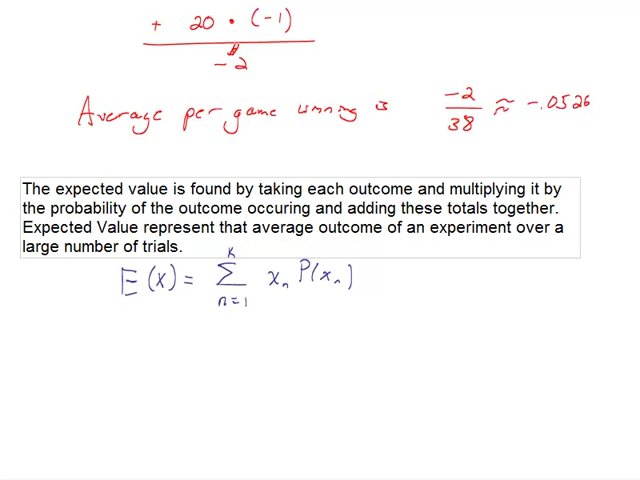 + 20 • (-1)
-2
Average per game winning is -2/38 ≈ -.0526
The expected value is found by taking each outcome and multiplying it by
the probability of the outcome occuring and adding these totals together.
Expected Value represent that average outcome of an experiment over a
large number of trials.
E(x) = ∑_{n=1}^{K} x_n P(x_n)